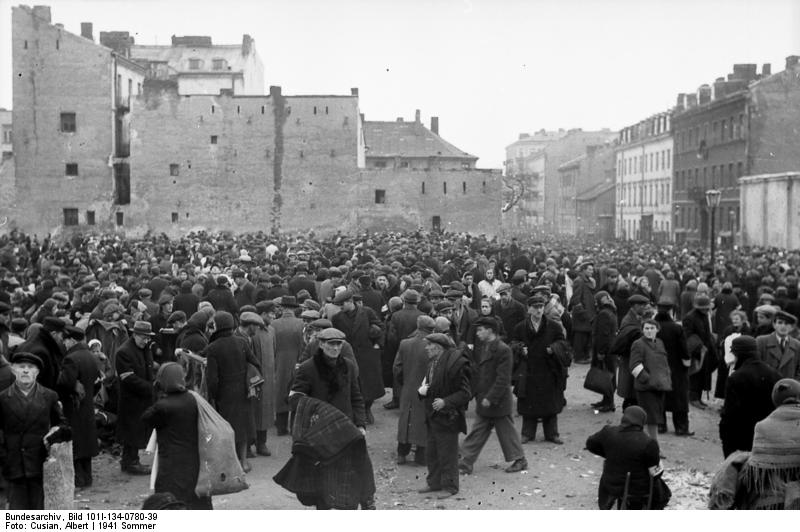 Bundesarchiv, Bild 101I-134-0780-39
Foto: Cusian, Albert | 1941 Sommer